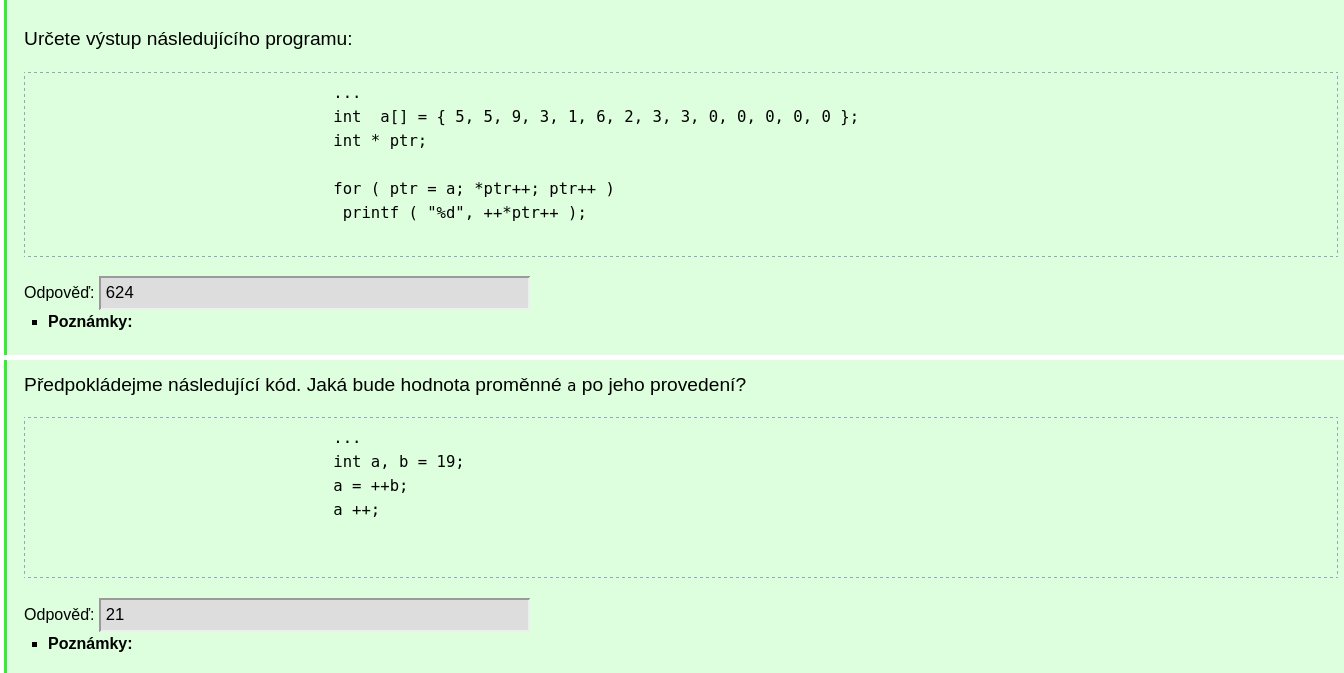 Určete výstup následujícího programu:
...
int  a[] = { 5, 5, 9, 3, 1, 6, 2, 3, 3, 0, 0, 0, 0, 0 };
int * ptr;
for ( ptr = a; *ptr++; ptr++ )
 printf ( "%d", ++*ptr++ );
Odpověď: 624
▪ Poznámky:
Předpokládejme následující kód. Jaká bude hodnota proměnné a po jeho provedení?
...
int a, b = 19;
a = ++b;
a ++;
Odpověď: 21
▪ Poznámky: